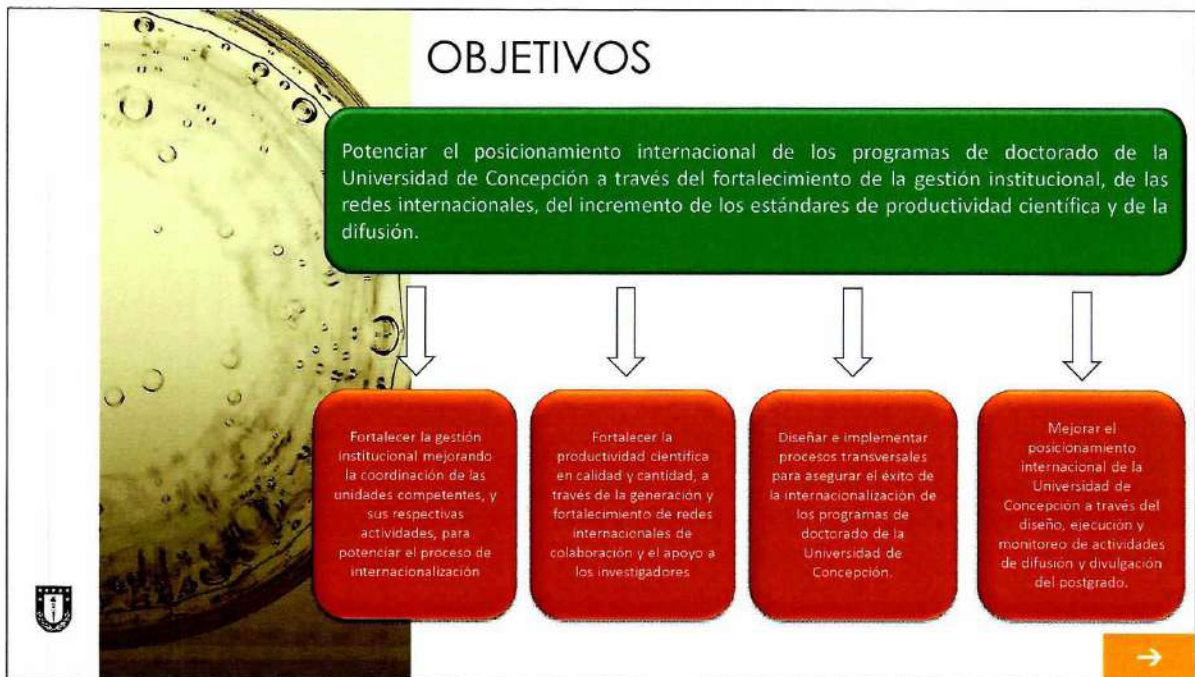 OBJETIVOS
Potenciar el posicionamiento internacional de los programas de doctorado de la
Universidad de Concepción a través del fortalecimiento de la gestión institucional, de las
redes internacionales, del incremento de los estándares de productividad científica y de la
difusión.
Fortalecer la gestión
institucional mejorando
la coordinación de las
unidades competentes, y
sus respectivas
actividades, para
potenciar el proceso de
internacionalización
Fortalecer la
productividad científica
en calidad y cantidad, a
través de la generación y
fortalecimiento de redes
internacionales de
colaboración y el apoyo a
los investigadores
Diseñar e implementar
procesos transversales
para asegurar el éxito de
la internacionalización de
los programas de
doctorado de la
Universidad de
Concepción.
Mejorar el
posicionamiento
internacional de la
Universidad de
Concepción a través del
diseño, ejecución y
monitoreo de actividades
de difusión y divulgación
del postgrado.